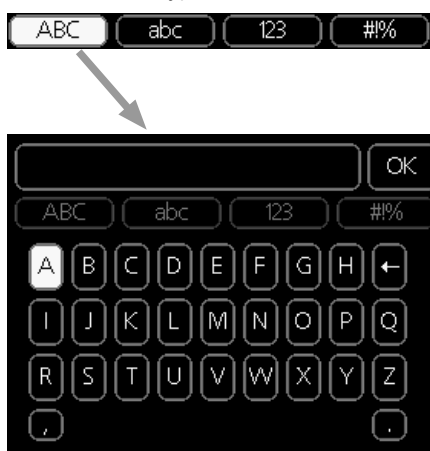 ABC abc 123 #!%
OK
ABC abc 123 #!%
A B C D E F G H ←
I J K L M N O P Q
R S T U V W X Y Z
, .